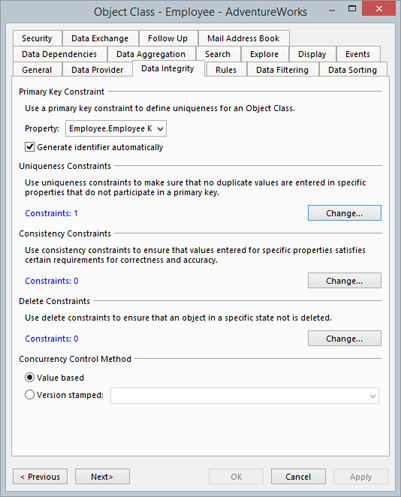 Object Class - Employee - AdventureWorks
Security Data Exchange Follow Up Mail Address Book
Data Dependencies Data Aggregation Search Explore Display Events
General Data Provider Data Integrity Rules Data Filtering Data Sorting
Primary Key Constraint
Use a primary key constraint to define uniqueness for an Object Class.
Property: Employee.Employee K
Generate identifier automatically
Uniqueness Constraints
Use uniqueness constraints to make sure that no duplicate values are entered in specific
properties that do not participate in a primary key.
Constraints: 1 Change...
Consistency Constraints
Use consistency constraints to ensure that values entered for specific properties satisfies
certain requirements for correctness and accuracy.
Constraints: 0 Change...
Delete Constraints
Use delete constraints to ensure that an object in a specific state not is deleted.
Constraints: 0 Change...
Concurrency Control Method
Value based
Version stamped:
< Previous Next> OK Cancel Apply